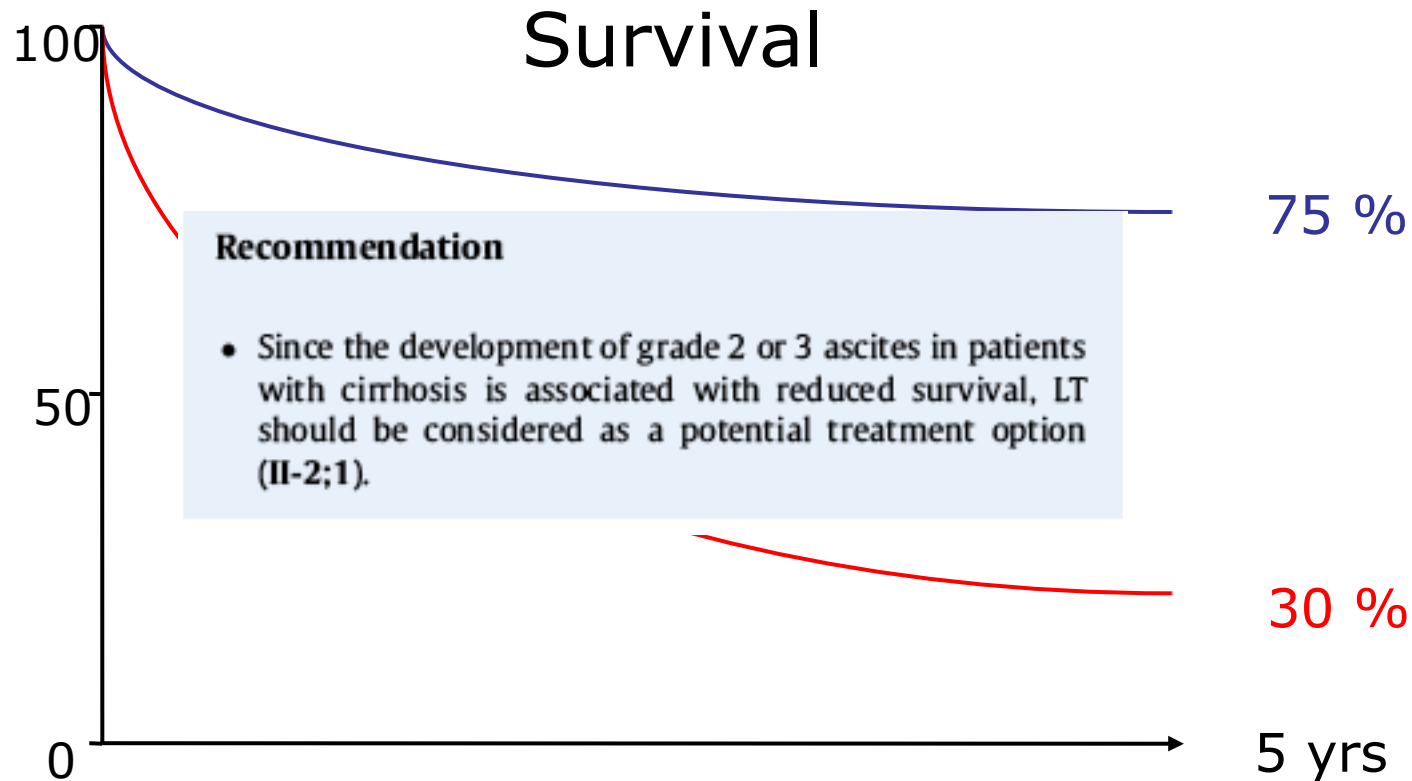 Survival
100
75 %
Recommendation
• Since the development of grade 2 or 3 ascites in patients
with cirrhosis is associated with reduced survival, LT
should be considered as a potential treatment option
(II-2;1).
50
30 %
0
5 yrs